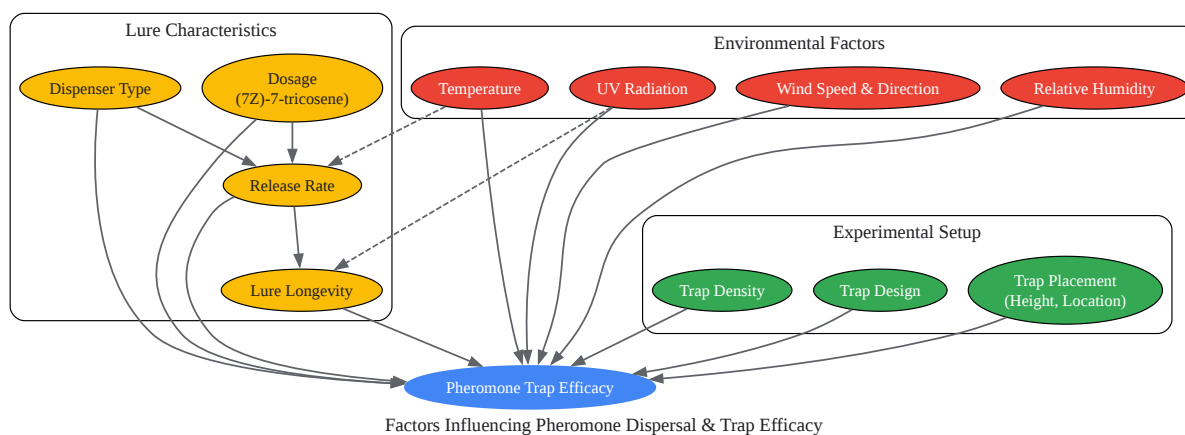 Lure Characteristics
Dispenser Type
Dosage
(7Z)-7-tricosene)
Release Rate
Lure Longevity
Environmental Factors
Temperature
UV Radiation
Wind Speed & Direction
Relative Humidity
Experimental Setup
Trap Density
Trap Design
Trap Placement
(Height, Location)
Pheromone Trap Efficacy
Factors Influencing Pheromone Dispersal & Trap Efficacy